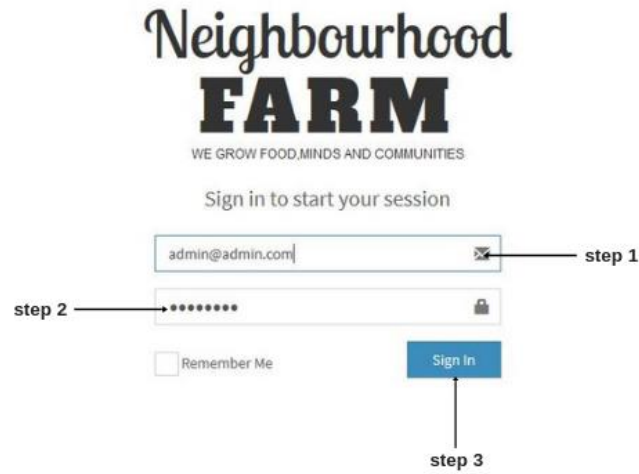 Neighbourhood
FARM
WE GROW FOOD,MINDS AND COMMUNITIES
Sign in to start your session
admin@admin.com
step 1
step 2
••••••••
Remember Me
Sign In
step 3